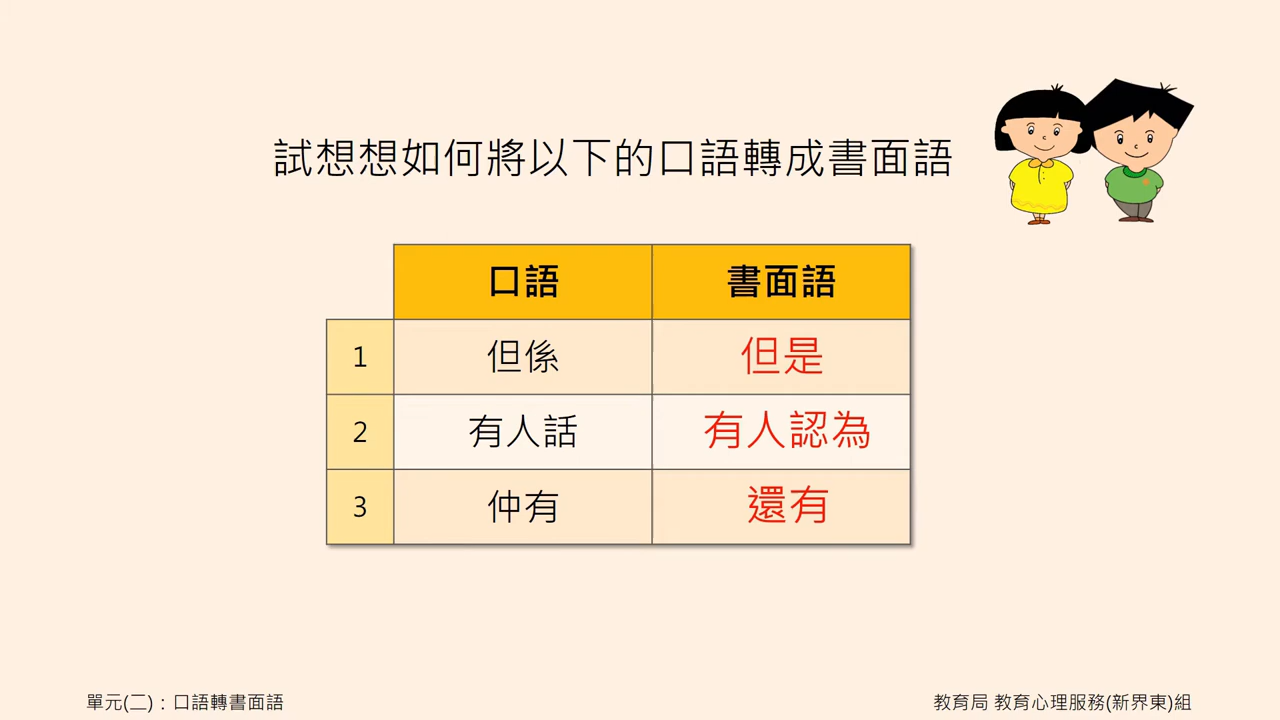 試想想如何將以下的口語轉成書面語
口語 書面語
1 但係 但是
2 有人話 有人認為
3 仲有 還有
單元(二)：口語轉書面語
教育局 教育心理服務(新界東)組